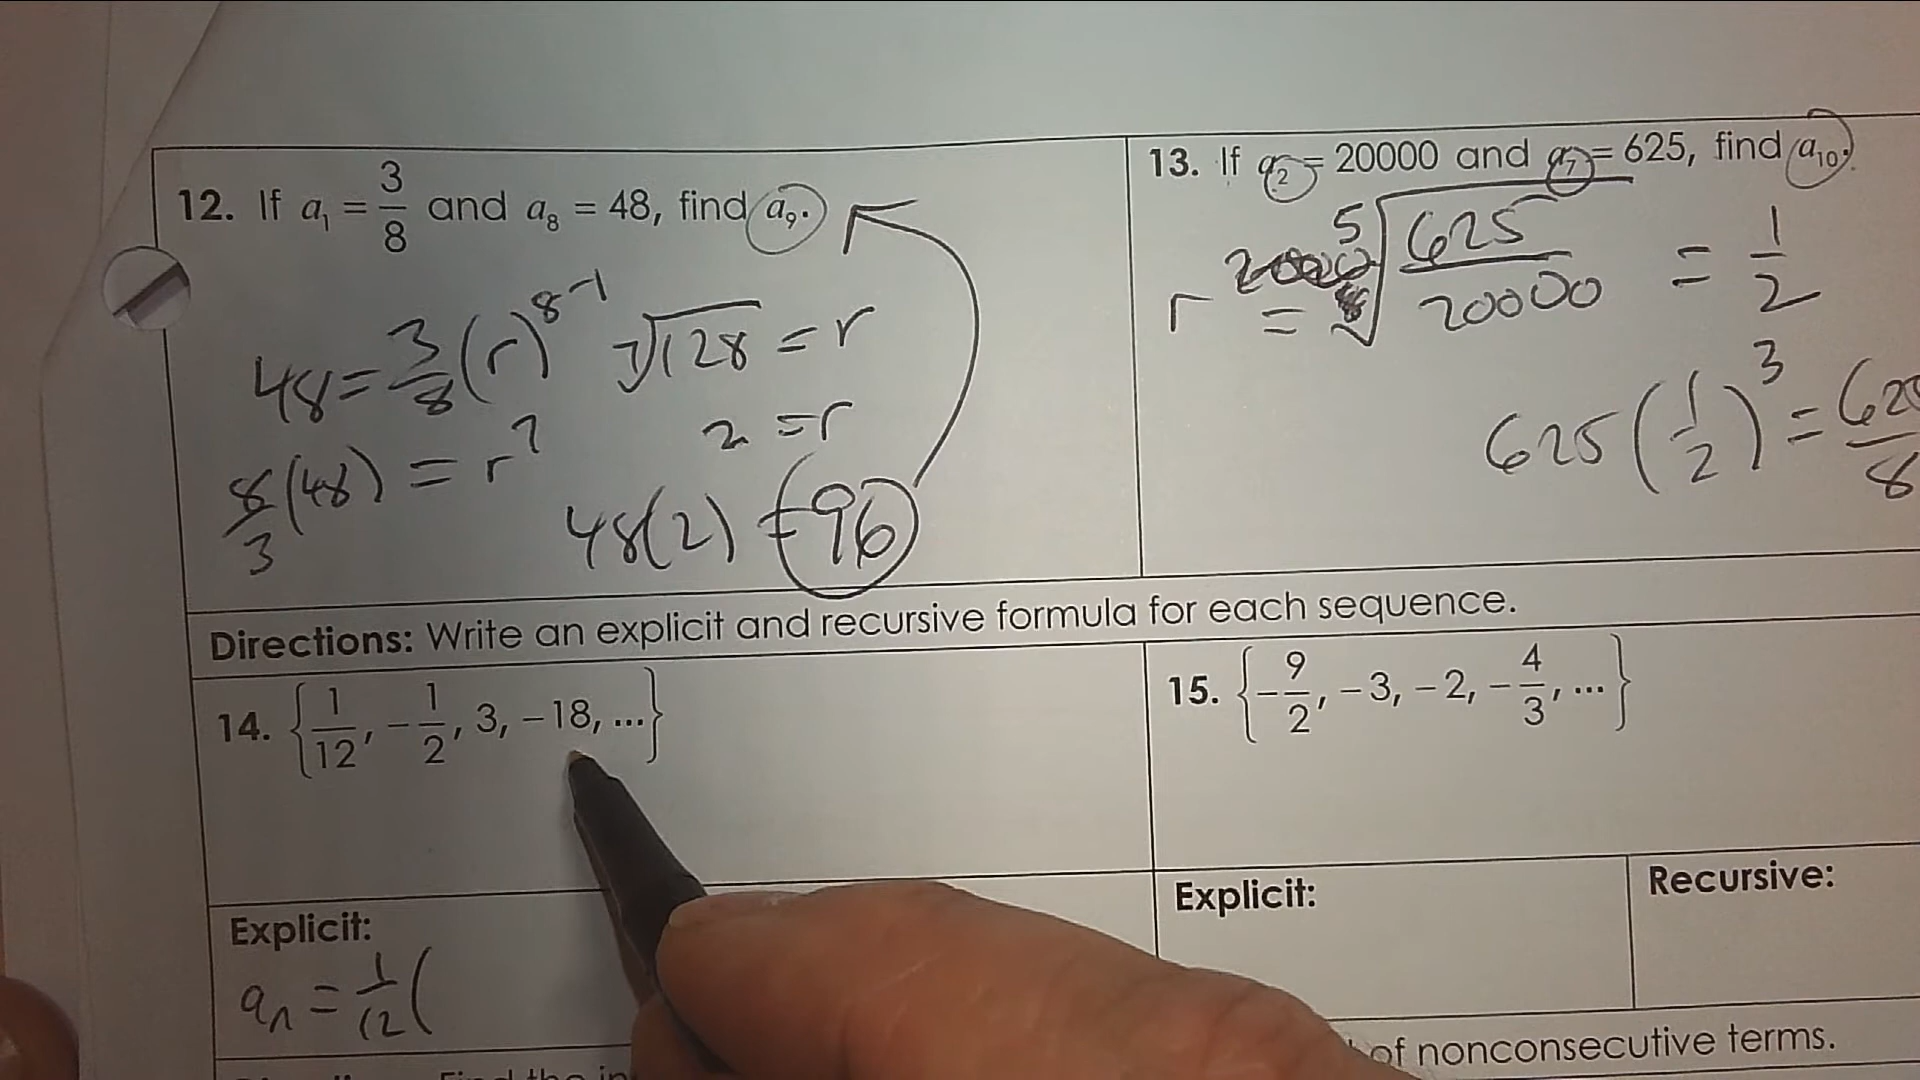 12. If a₁ = 3/8 and a₈ = 48, find a₉.
48 = 3/8 (r)⁸⁻¹
8/3 (48) = r⁷
⁷√128 = r
2 = r
48(2) = 96
13. If a₂ = 20000 and a₇ = 625, find a₁₀.
r = ⁵√(625/20000) = 1/2
625 (1/2)³ =
Directions: Write an explicit and recursive formula for each sequence.
14. {1/12, -1/2, 3, -18, ...}
Explicit:
aₙ = 1/12 (
15. {-9/2, -3, -2, -4/3, ...}
Explicit:
Recursive:
of nonconsecutive terms.